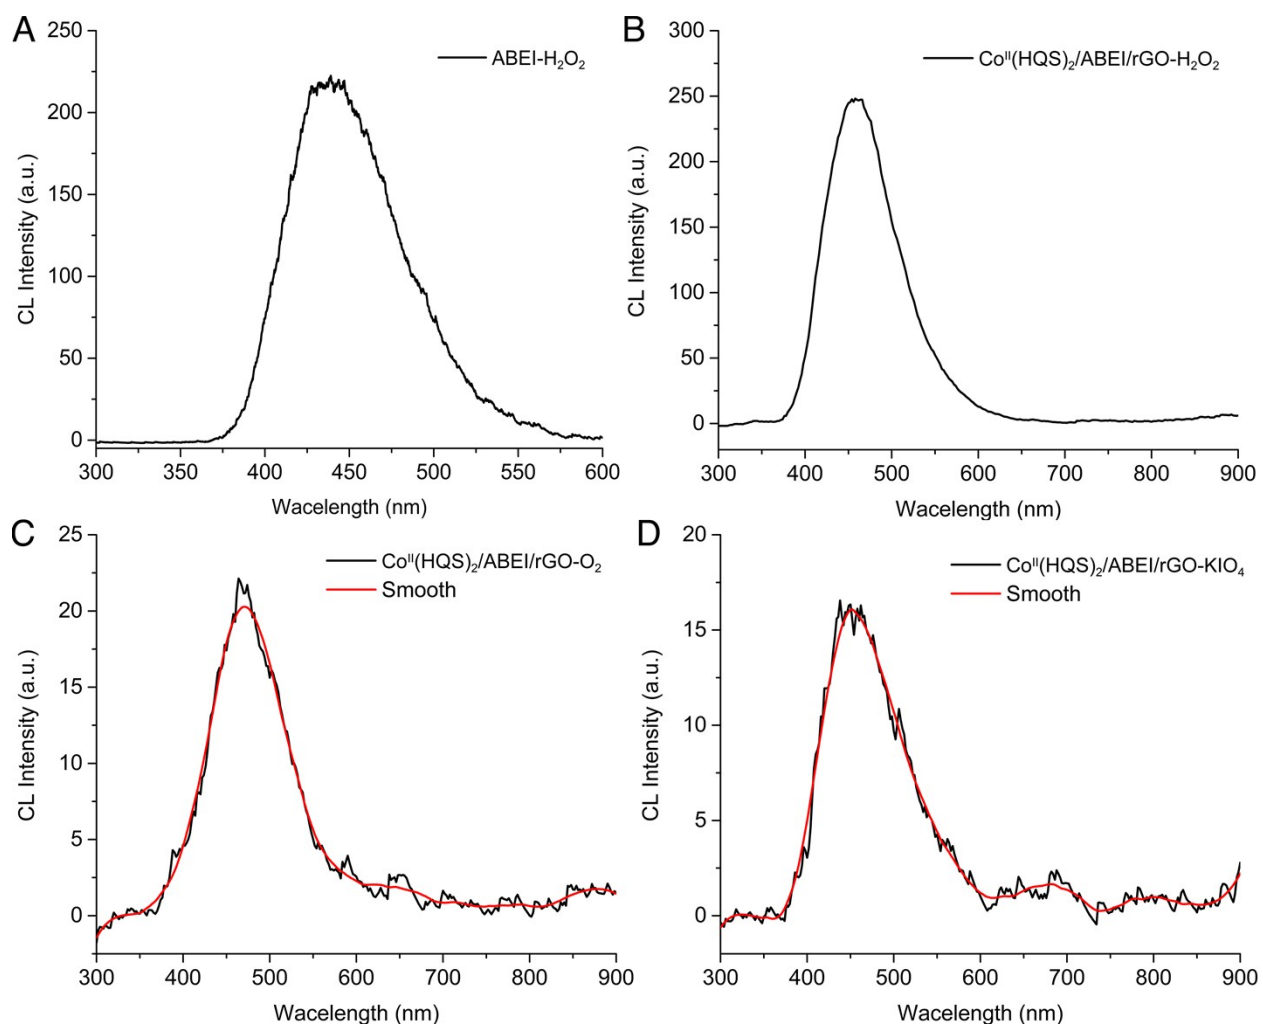 A
250
200
150
100
50
0
CL Intensity (a.u.)
ABEI-H₂O₂
300 350 400 450 500 550 600
Wavelength (nm)
B
300
250
200
150
100
50
0
CL Intensity (a.u.)
Coᴵᴵ(HQS)₂/ABEI/rGO-H₂O₂
300 400 500 600 700 800 900
Wavelength (nm)
C
25
20
15
10
5
0
CL Intensity (a.u.)
Coᴵᴵ(HQS)₂/ABEI/rGO-O₂
Smooth
300 400 500 600 700 800 900
Wavelength (nm)
D
20
15
10
5
0
CL Intensity (a.u.)
Coᴵᴵ(HQS)₂/ABEI/rGO-KIO₄
Smooth
300 400 500 600 700 800 900
Wavelength (nm)